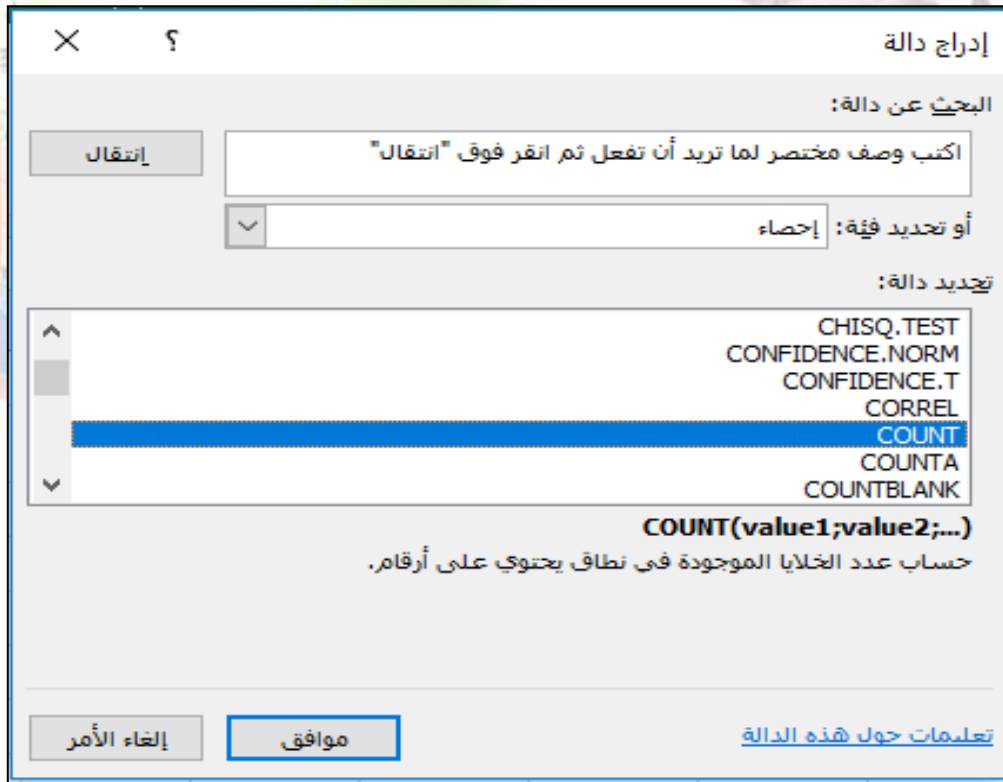 إدراج دالة
؟
البحث عن دالة:
اكتب وصف مختصر لما تريد أن تفعل ثم انقر فوق "انتقال"
إنتقال
أو تحديد فئة: إحصاء
تحديد دالة:
CHISQ.TEST
CONFIDENCE.NORM
CONFIDENCE.T
CORREL
COUNT
COUNTA
COUNTBLANK
COUNT(value1;value2;...)
حساب عدد الخلايا الموجودة في نطاق يحتوي على أرقام.
تعليمات حول هذه الدالة
موافق
إلغاء الأمر